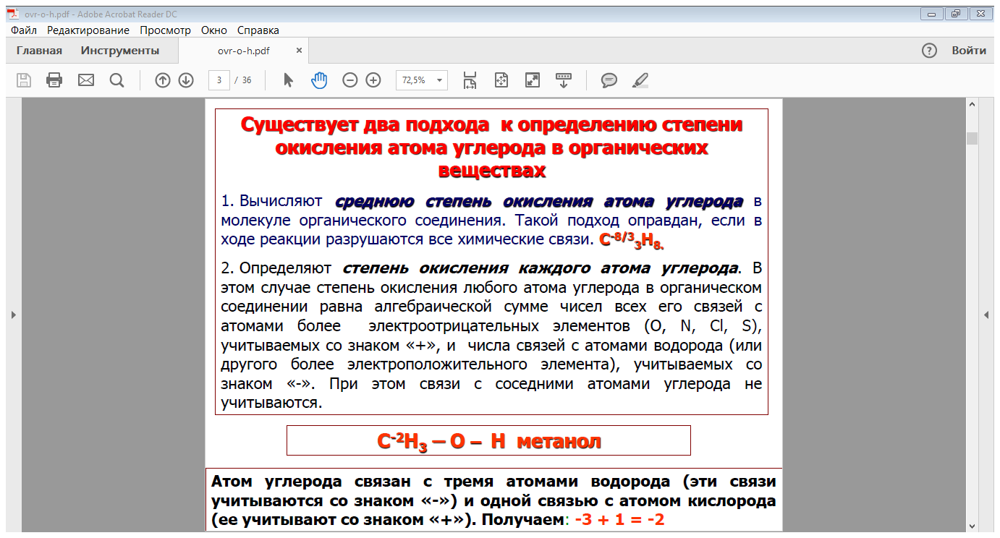 ovr-o-h.pdf - Adobe Acrobat Reader DC
Файл Редактирование Просмотр Окно Справка
Главная Инструменты ovr-o-h.pdf × ? Войти
3 / 36 72,5%
Существует два подхода к определению степени
окисления атома углерода в органических
веществах
1. Вычисляют среднюю степень окисления атома углерода в
молекуле органического соединения. Такой подход оправдан, если в
ходе реакции разрушаются все химические связи. C⁻⁸ᐟ³₃H₈.
2. Определяют степень окисления каждого атома углерода. В
этом случае степень окисления любого атома углерода в органическом
соединении равна алгебраической сумме чисел всех его связей с
атомами более электроотрицательных элементов (O, N, Cl, S),
учитываемых со знаком «+», и числа связей с атомами водорода (или
другого более электроположительного элемента), учитываемых со
знаком «-». При этом связи с соседними атомами углерода не
учитываются.
C⁻²H₃ – O – H метанол
Атом углерода связан с тремя атомами водорода (эти связи
учитываются со знаком «-») и одной связью с атомом кислорода
(ее учитывают со знаком «+»). Получаем: -3 + 1 = -2